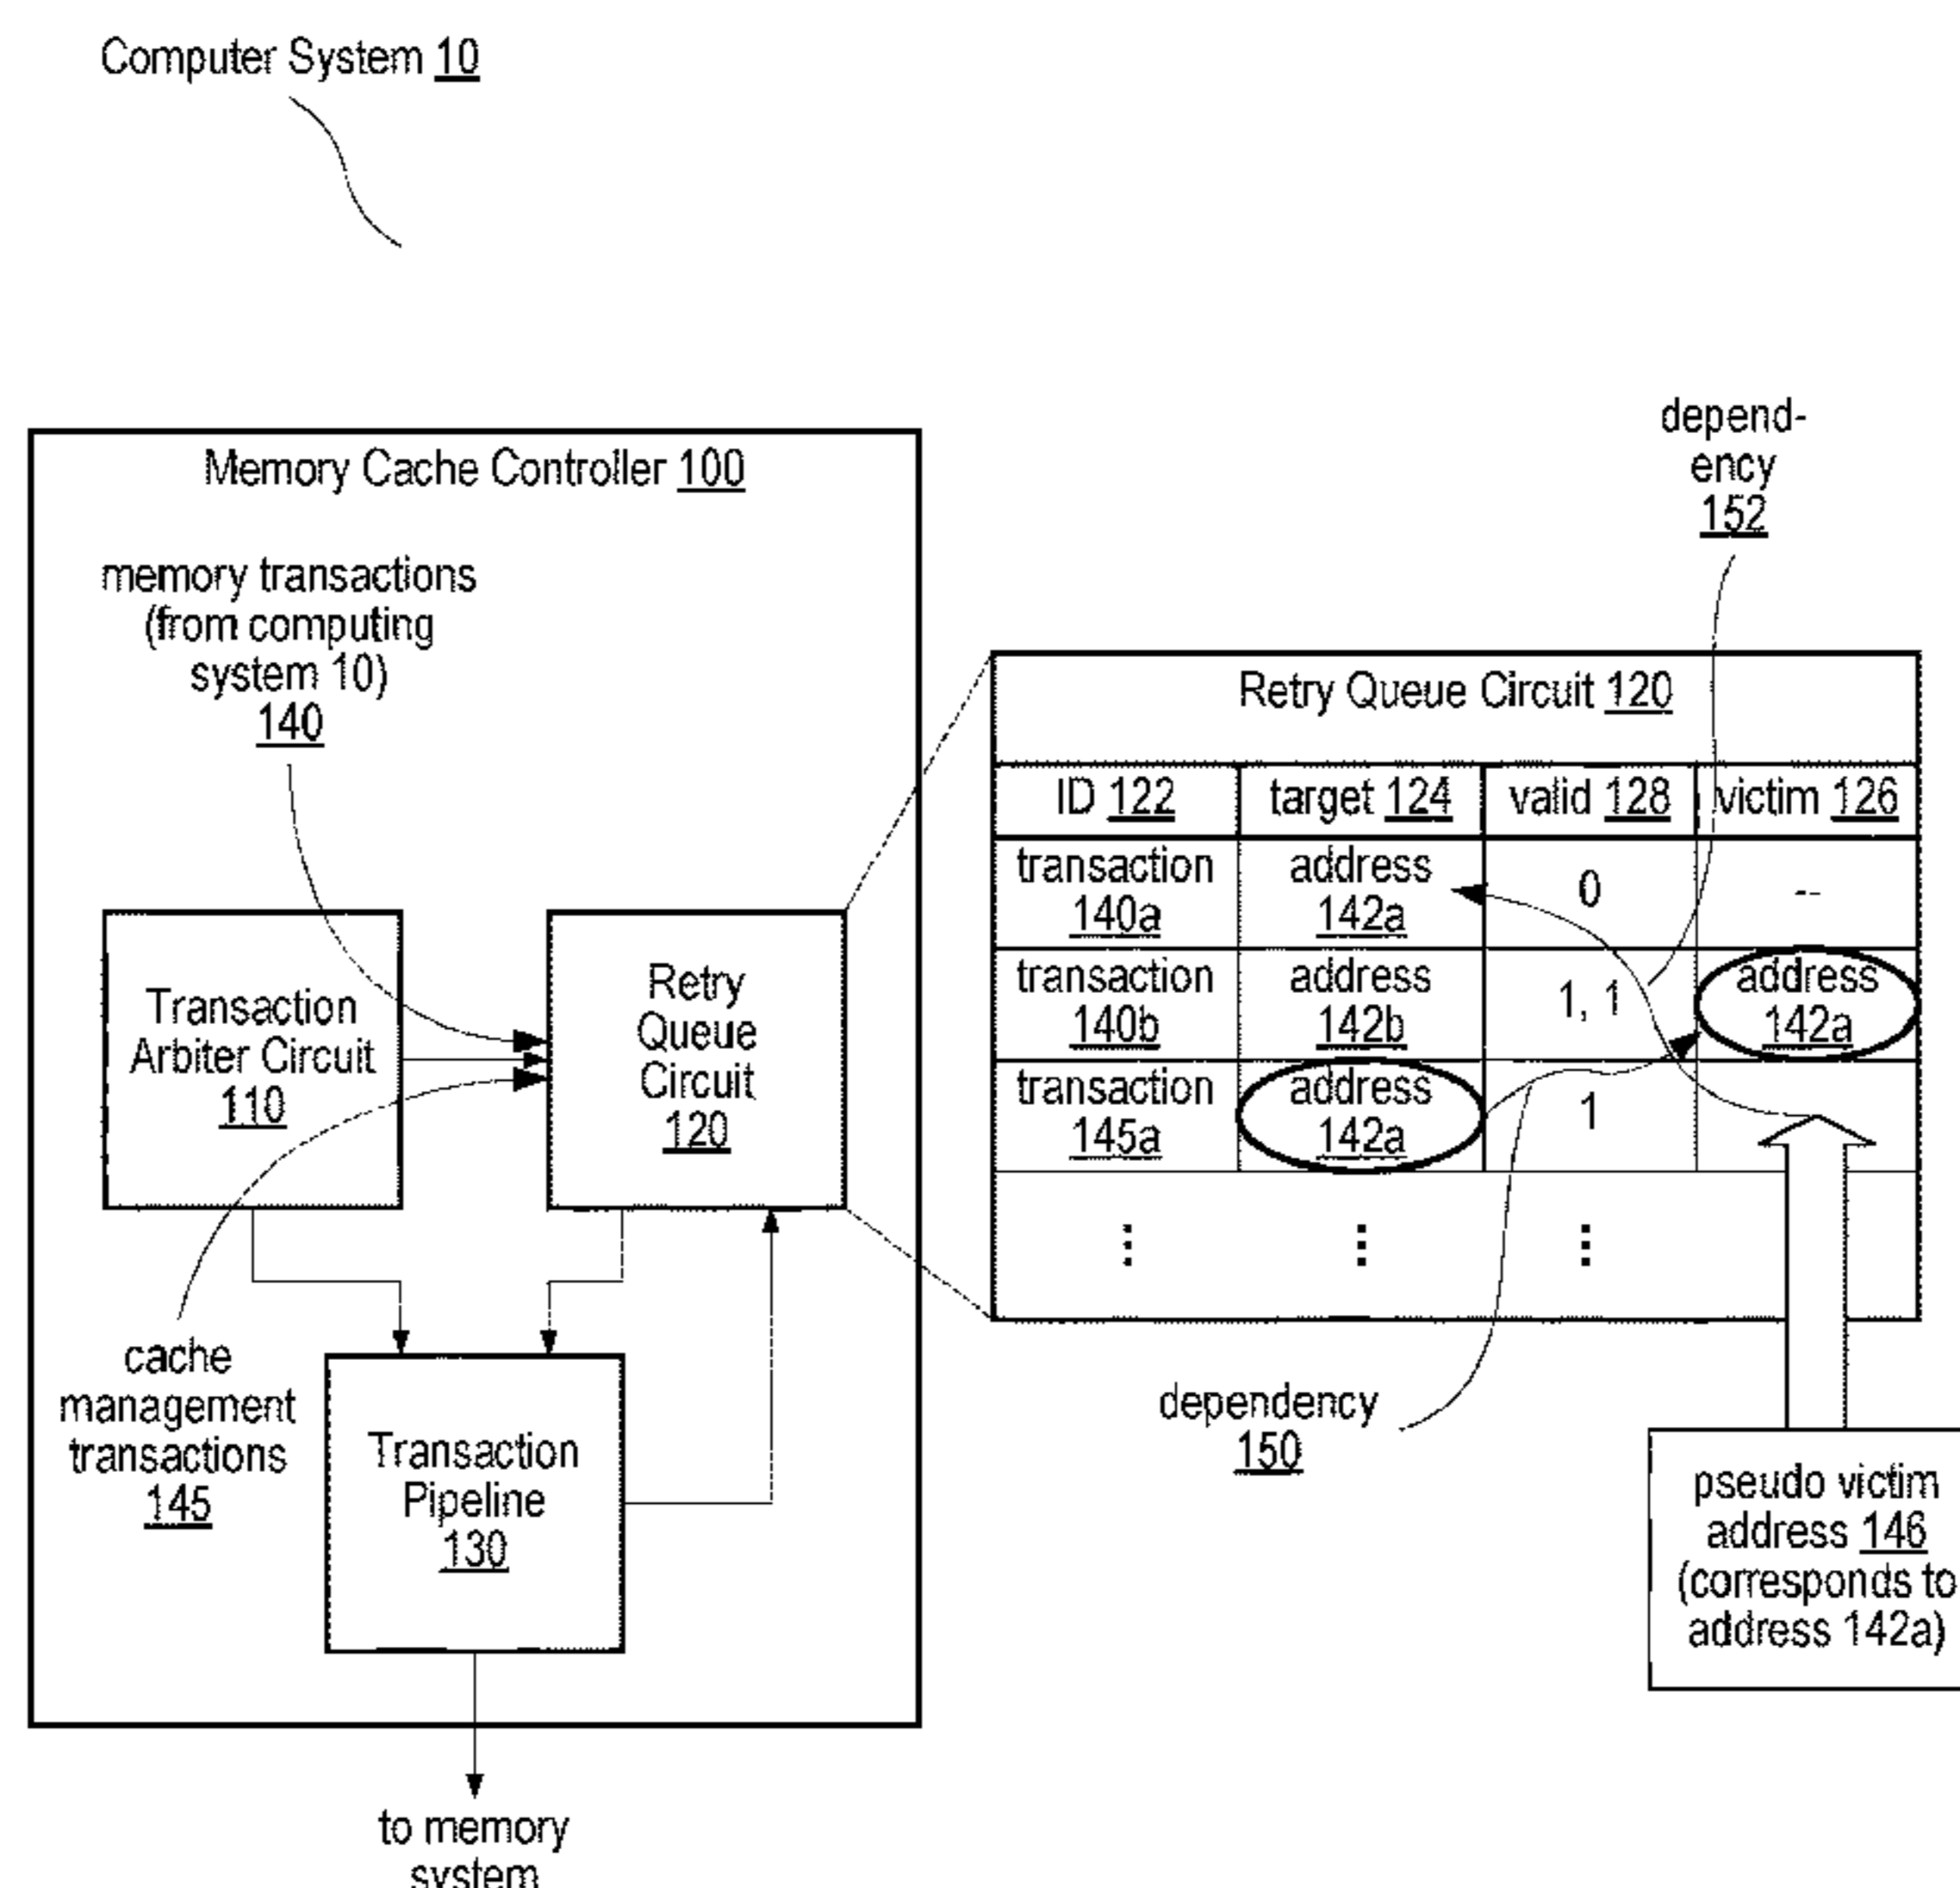 Computer System 10
Memory Cache Controller 100
memory transactions
(from computing
system 10)
140
Transaction
Arbiter Circuit
110
Retry
Queue
Circuit
120
cache
management
transactions
145
Transaction
Pipeline
130
to memory
system
depend-
ency
152
Retry Queue Circuit 120
ID 122 target 124 valid 128 victim 126
transaction address
140a 142a 0 --
transaction address address
140b 142b 1, 1 142a
transaction address
145a 142a 1
dependency
150
pseudo victim
address 146
(corresponds to
address 142a)